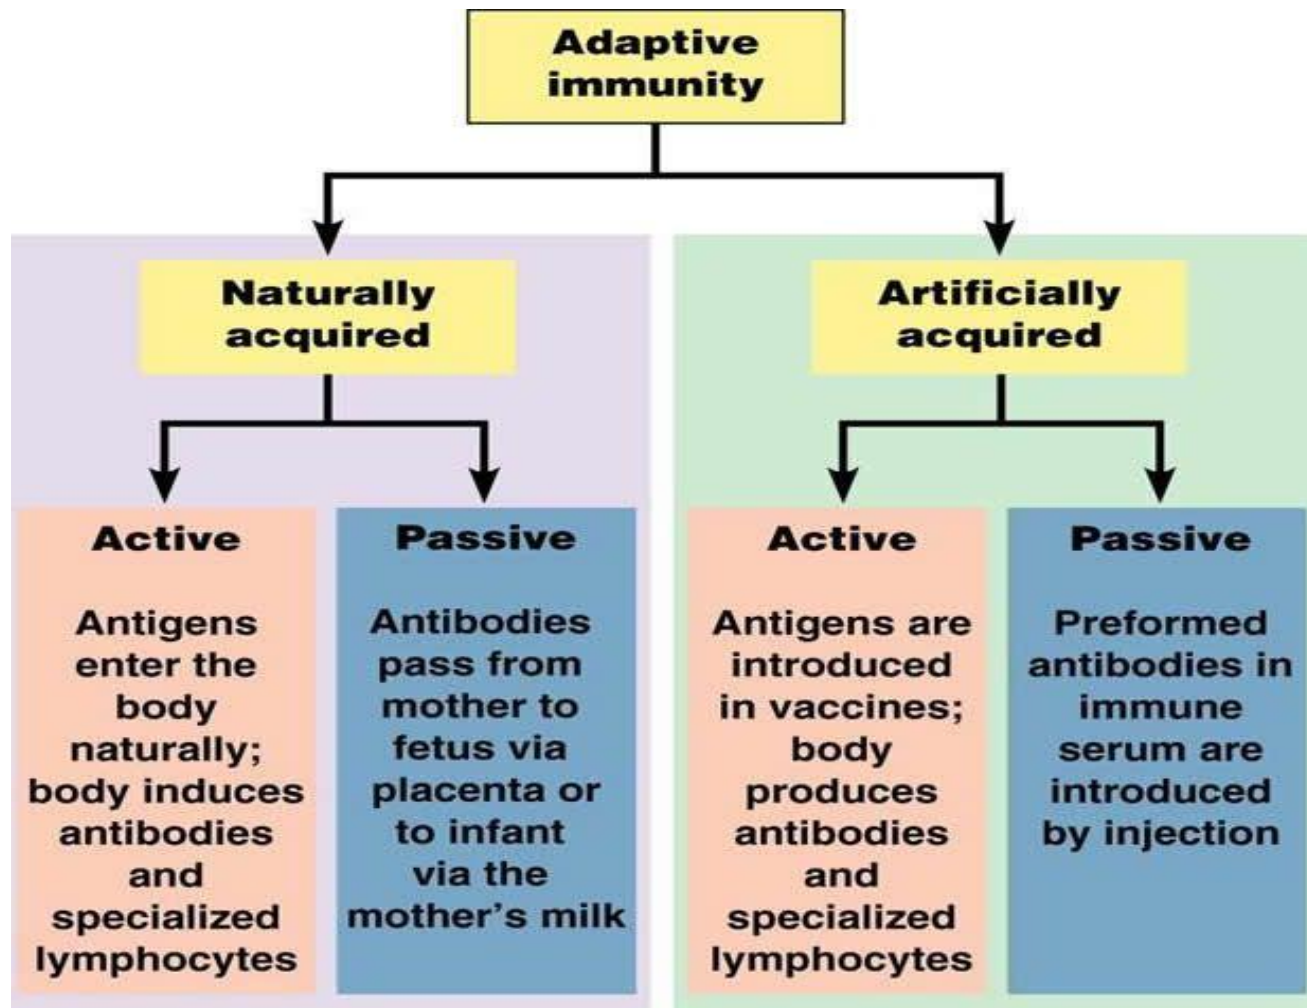 Adaptive
immunity
Naturally
acquired
Artificially
acquired
Active
Antigens
enter the
body
naturally;
body induces
antibodies
and
specialized
lymphocytes
Passive
Antibodies
pass from
mother to
fetus via
placenta or
to infant
via the
mother's milk
Active
Antigens are
introduced
in vaccines;
body
produces
antibodies
and
specialized
lymphocytes
Passive
Preformed
antibodies in
immune
serum are
introduced
by injection